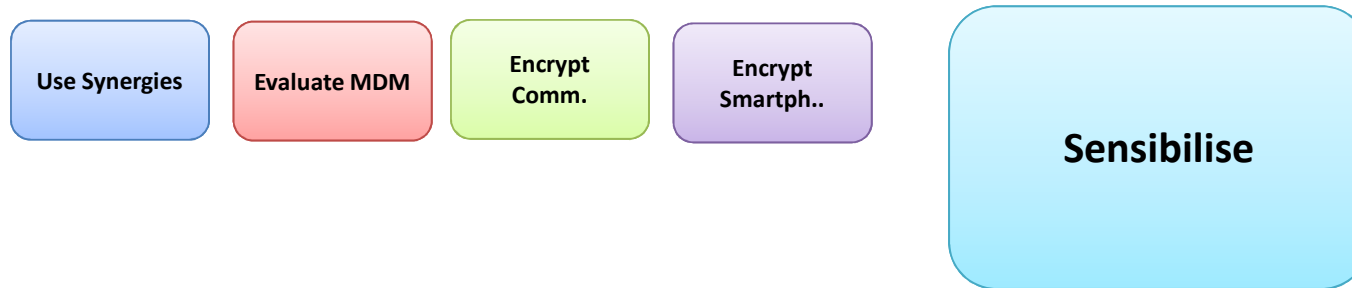 Use Synergies
Evaluate MDM
Encrypt
Comm.
Encrypt
Smartph..
Sensibilise